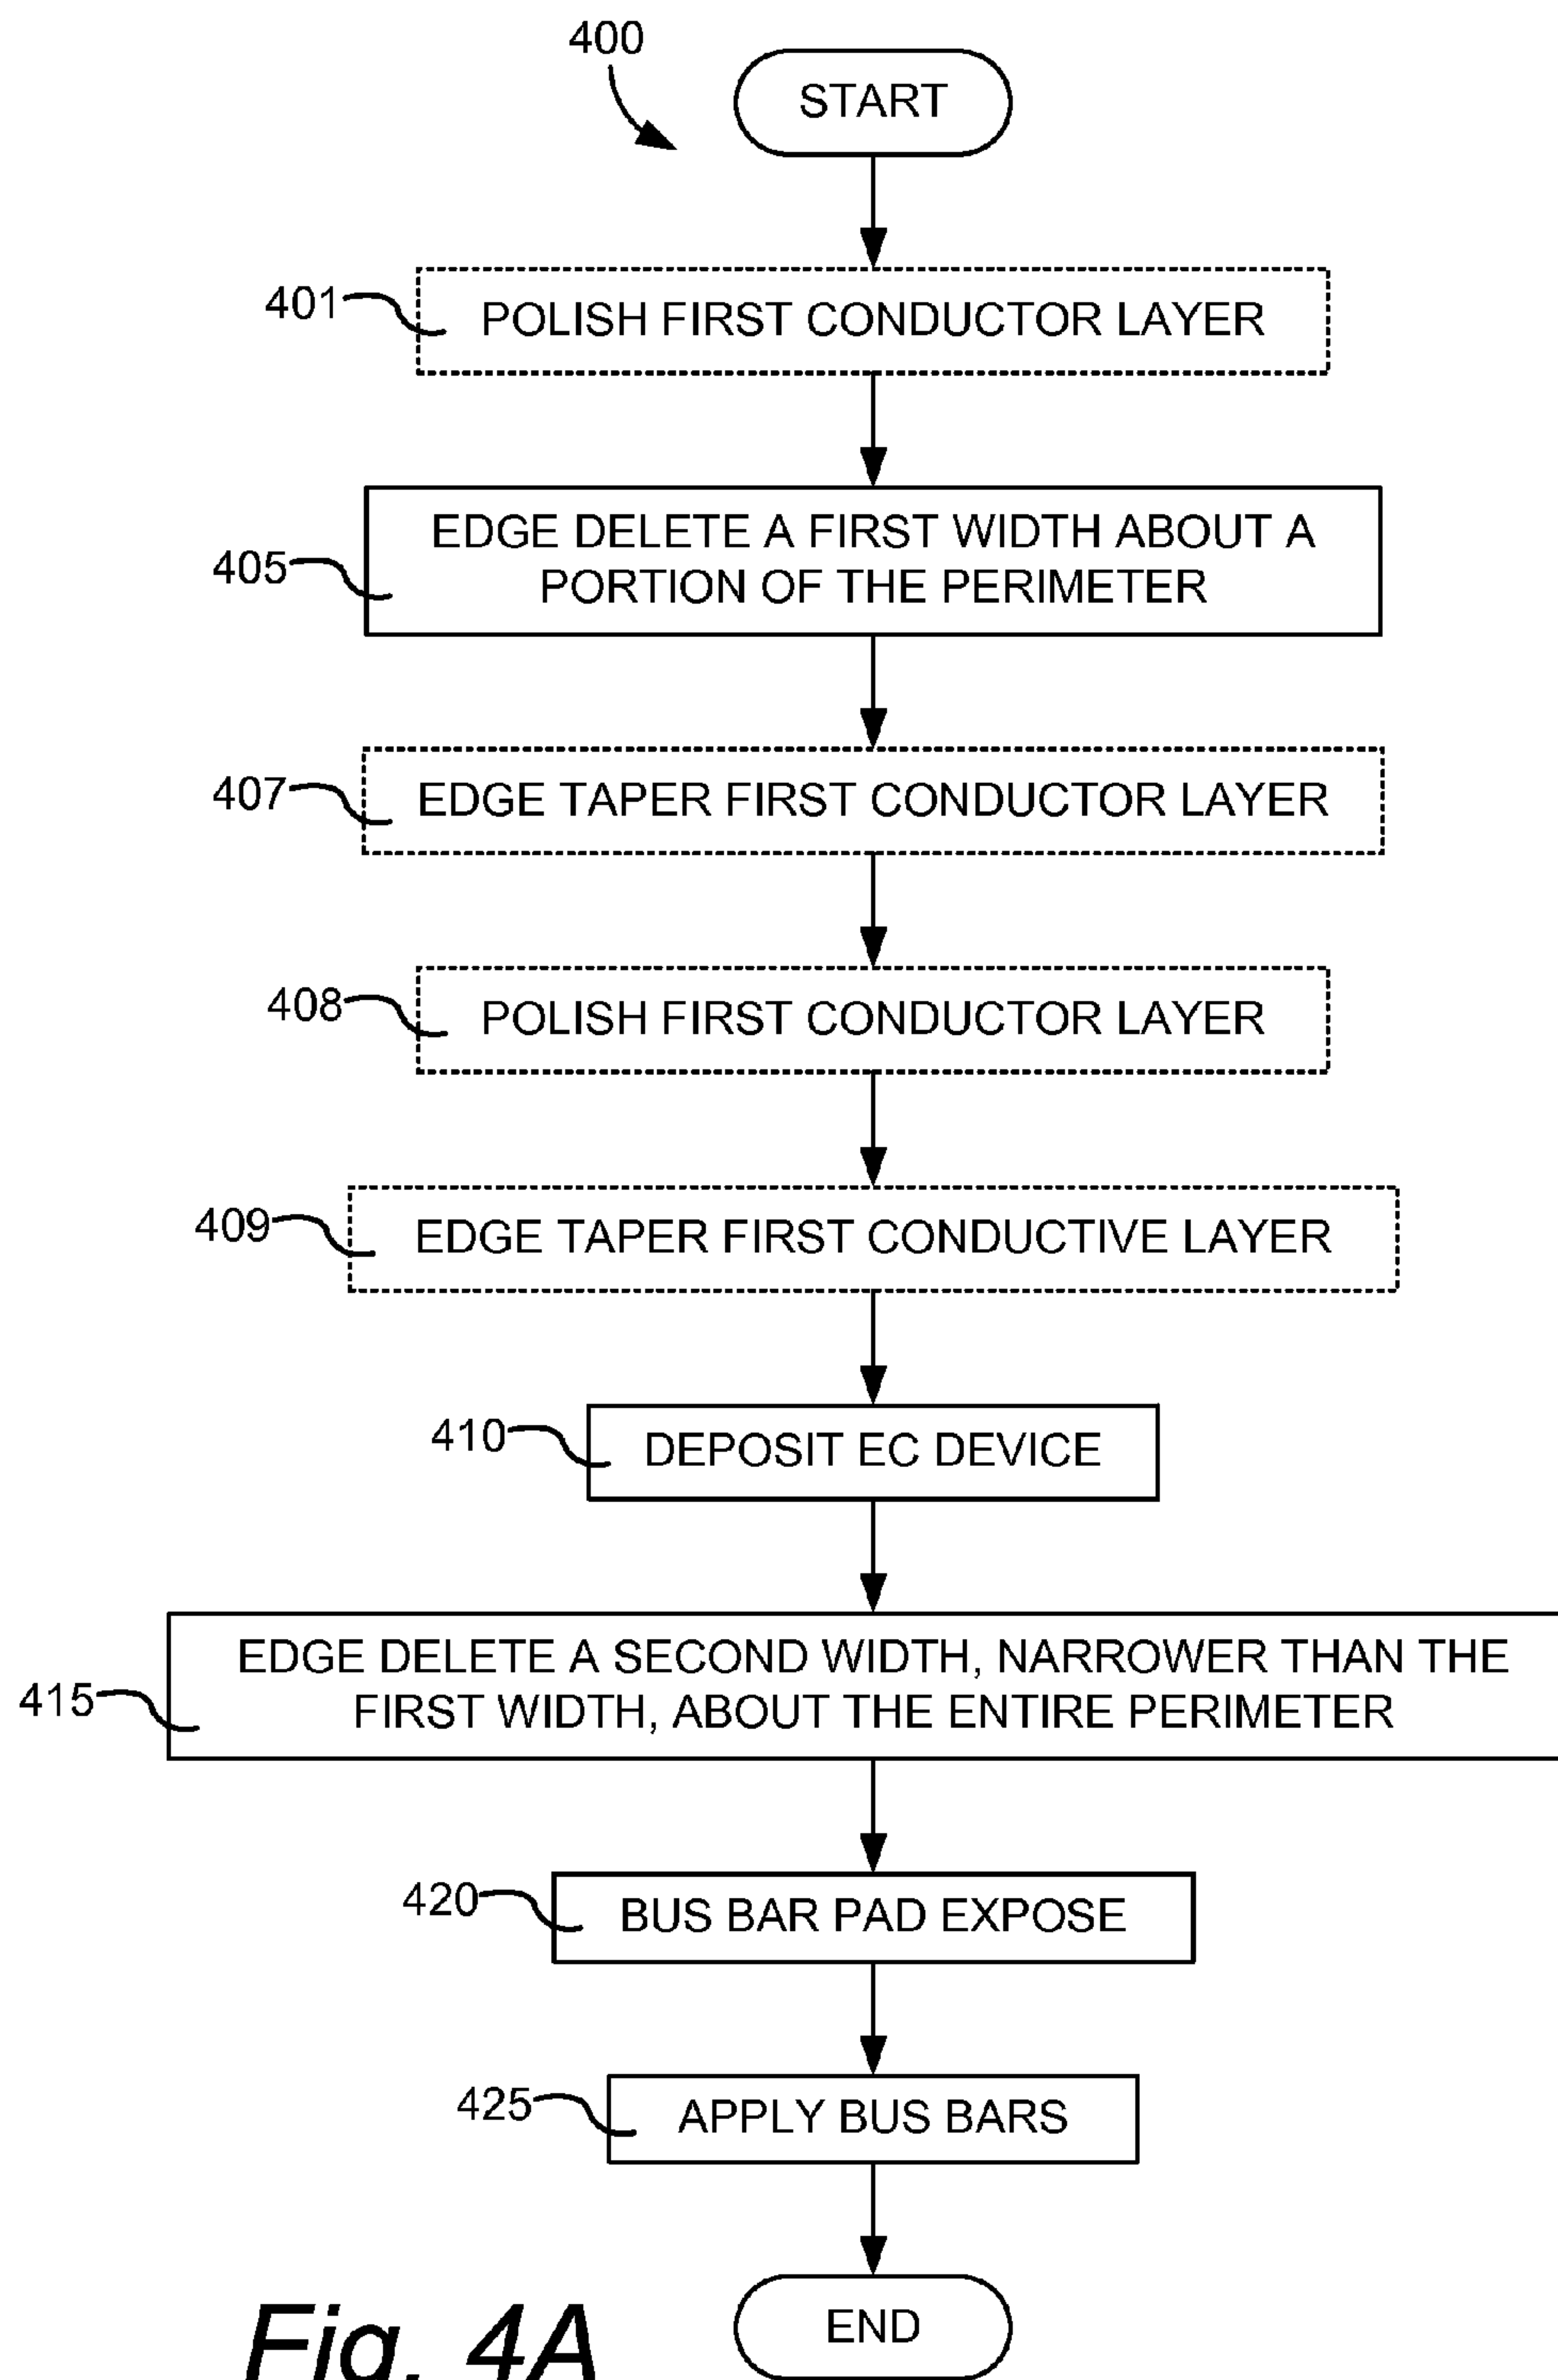 400
START
401
POLISH FIRST CONDUCTOR LAYER
405
EDGE DELETE A FIRST WIDTH ABOUT A
PORTION OF THE PERIMETER
407
EDGE TAPER FIRST CONDUCTOR LAYER
408
POLISH FIRST CONDUCTOR LAYER
409
EDGE TAPER FIRST CONDUCTIVE LAYER
410
DEPOSIT EC DEVICE
415
EDGE DELETE A SECOND WIDTH, NARROWER THAN THE
FIRST WIDTH, ABOUT THE ENTIRE PERIMETER
420
BUS BAR PAD EXPOSE
425
APPLY BUS BARS
END
Fig. 4A